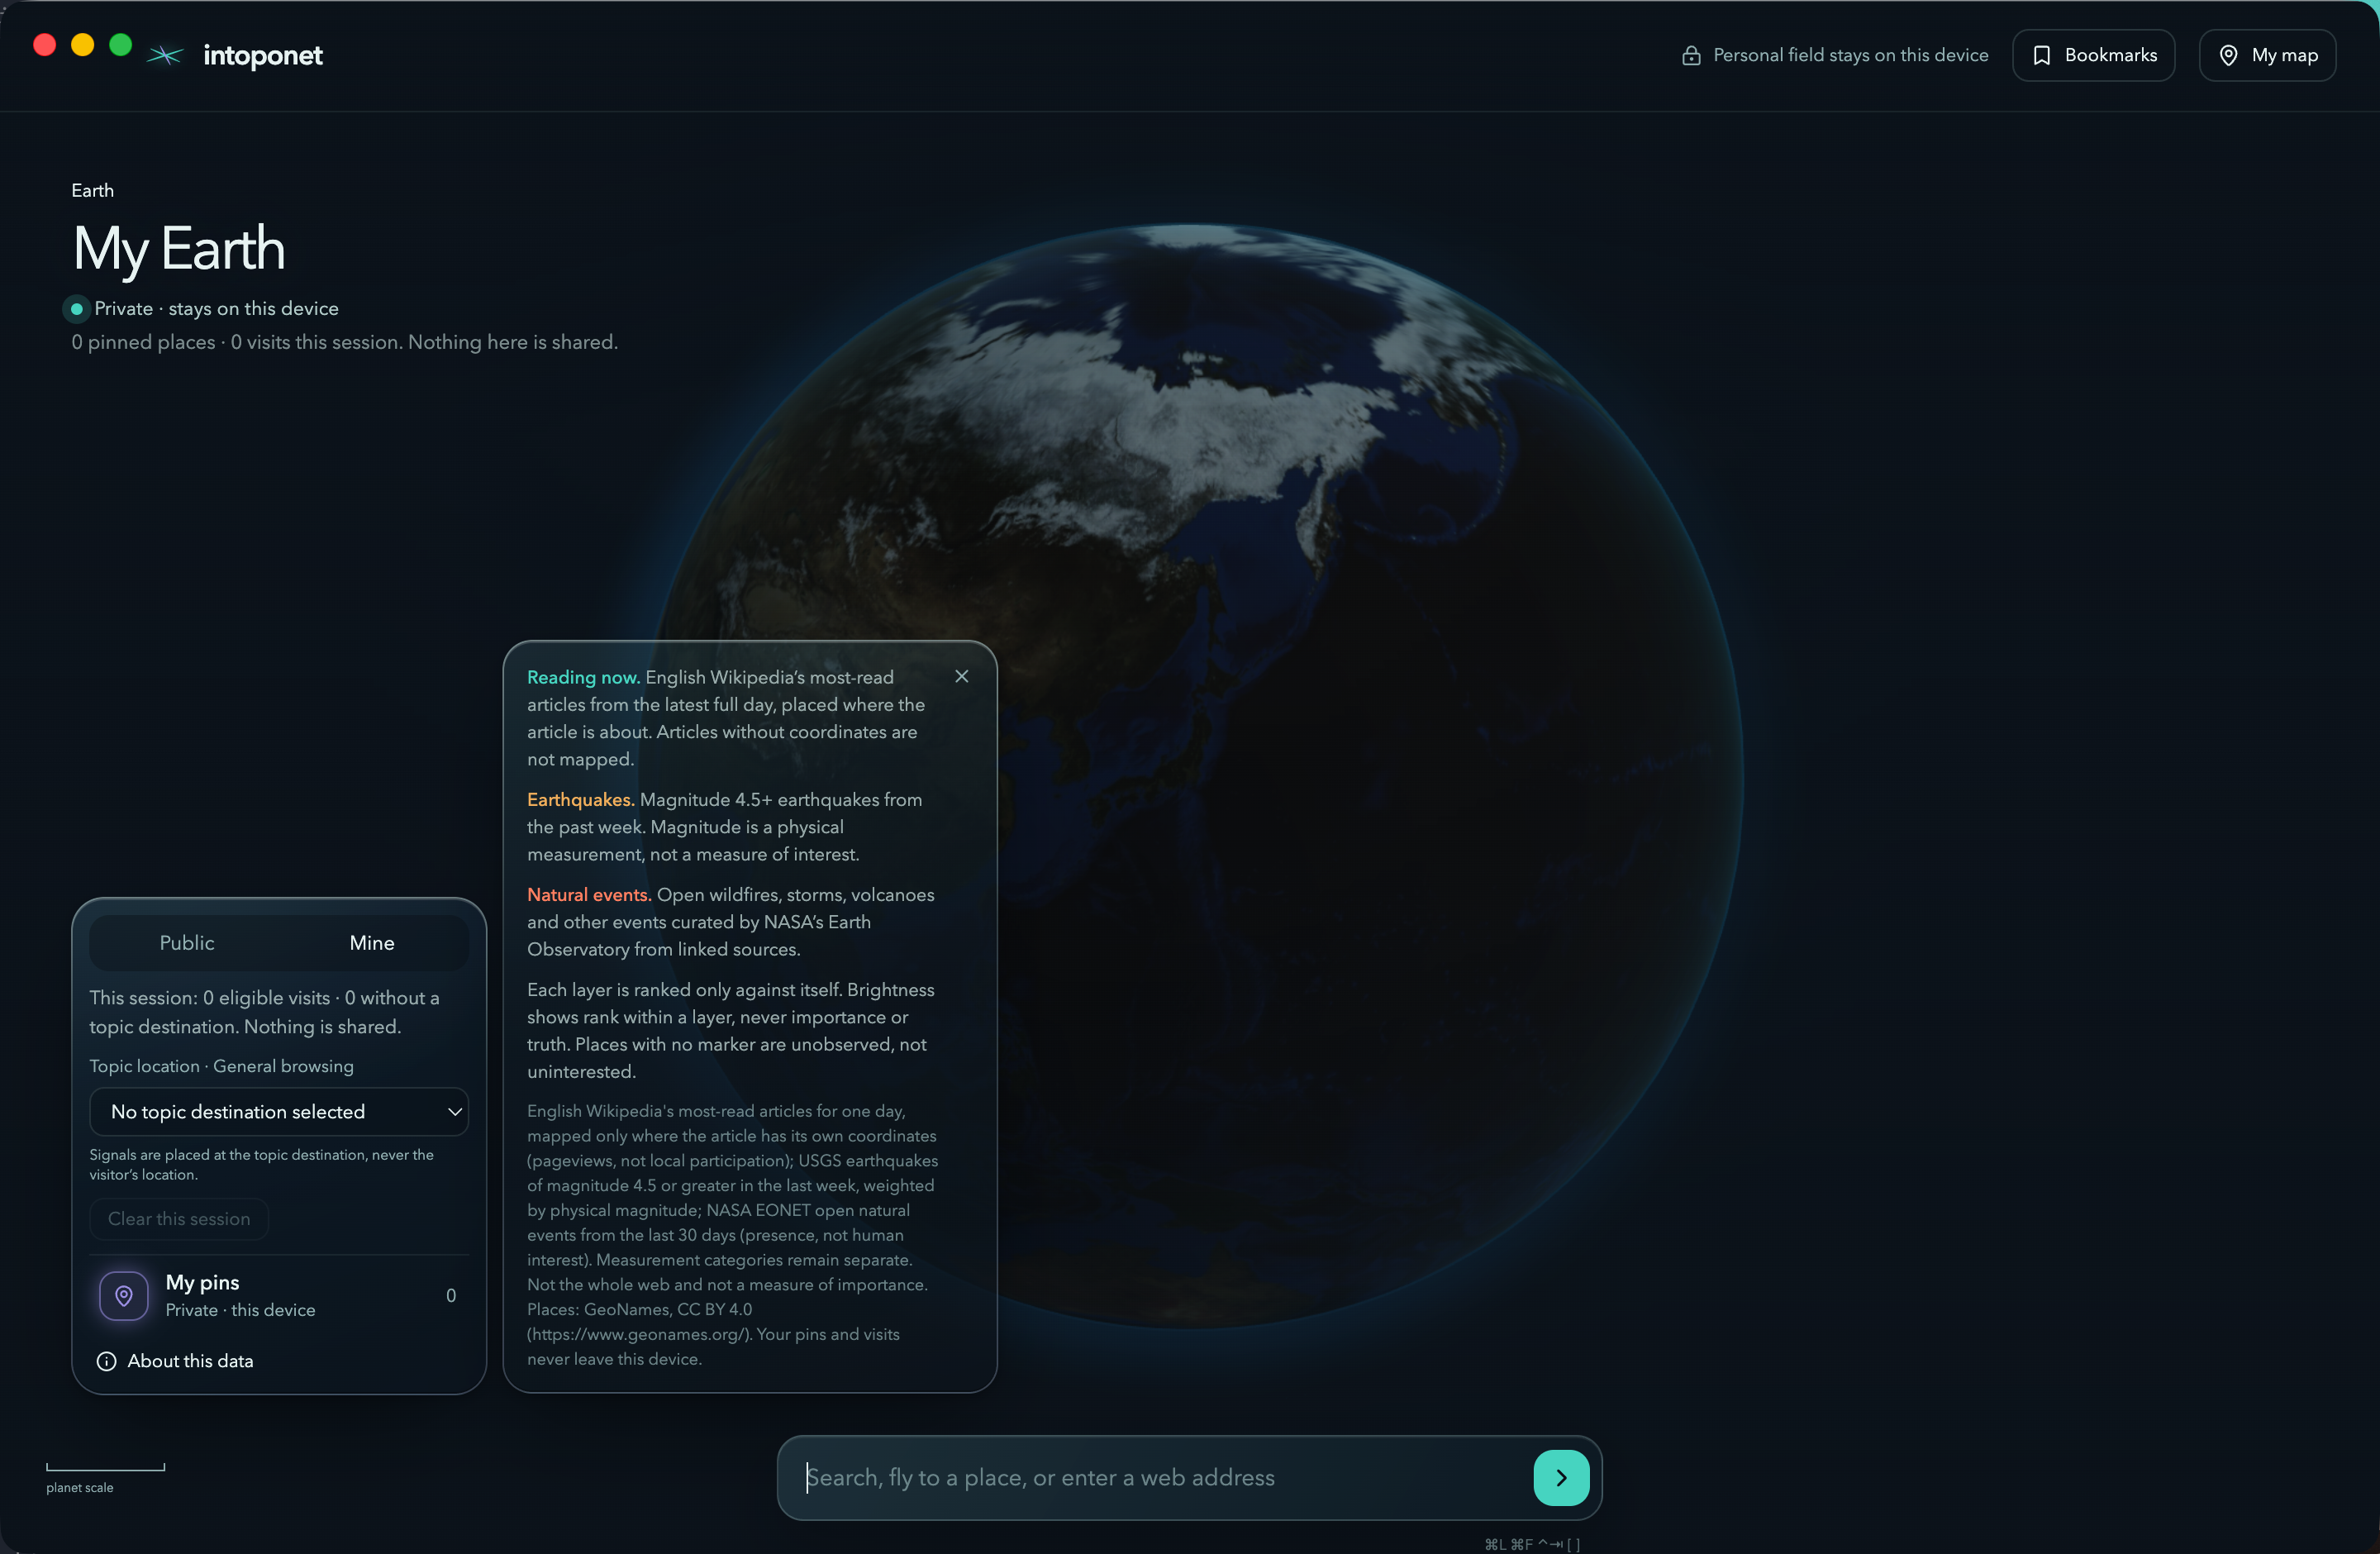 intoponet
Personal field stays on this device
Bookmarks
My map
Earth
My Earth
Private · stays on this device
0 pinned places · 0 visits this session. Nothing here is shared.
Reading now. English Wikipedia’s most-read
articles from the latest full day, placed where the
article is about. Articles without coordinates are
not mapped.
Earthquakes. Magnitude 4.5+ earthquakes from
the past week. Magnitude is a physical
measurement, not a measure of interest.
Natural events. Open wildfires, storms, volcanoes
and other events curated by NASA’s Earth
Observatory from linked sources.
Each layer is ranked only against itself. Brightness
shows rank within a layer, never importance or
truth. Places with no marker are unobserved, not
uninterested.
English Wikipedia's most-read articles for one day,
mapped only where the article has its own coordinates
(pageviews, not local participation); USGS earthquakes
of magnitude 4.5 or greater in the last week, weighted
by physical magnitude; NASA EONET open natural
events from the last 30 days (presence, not human
interest). Measurement categories remain separate.
Not the whole web and not a measure of importance.
Places: GeoNames, CC BY 4.0
(https://www.geonames.org/). Your pins and visits
never leave this device.
Public
Mine
This session: 0 eligible visits · 0 without a
topic destination. Nothing is shared.
Topic location · General browsing
No topic destination selected
Signals are placed at the topic destination, never the
visitor’s location.
Clear this session
My pins
0
Private · this device
About this data
Search, fly to a place, or enter a web address
planet scale
⌘L ⌘F ^⇥ [ ]